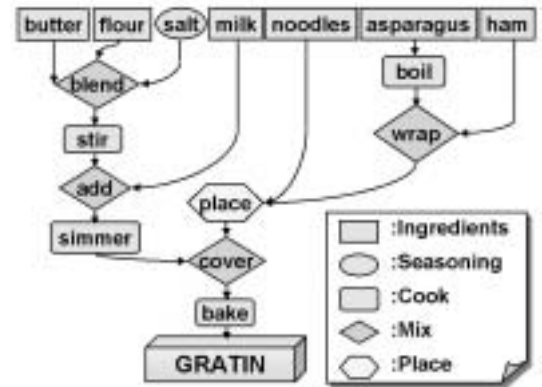 butter flour salt milk noodles asparagus ham
blend
boil
stir
wrap
add
place
simmer
cover
bake
GRATIN
:Ingredients
:Seasoning
:Cook
:Mix
:Place